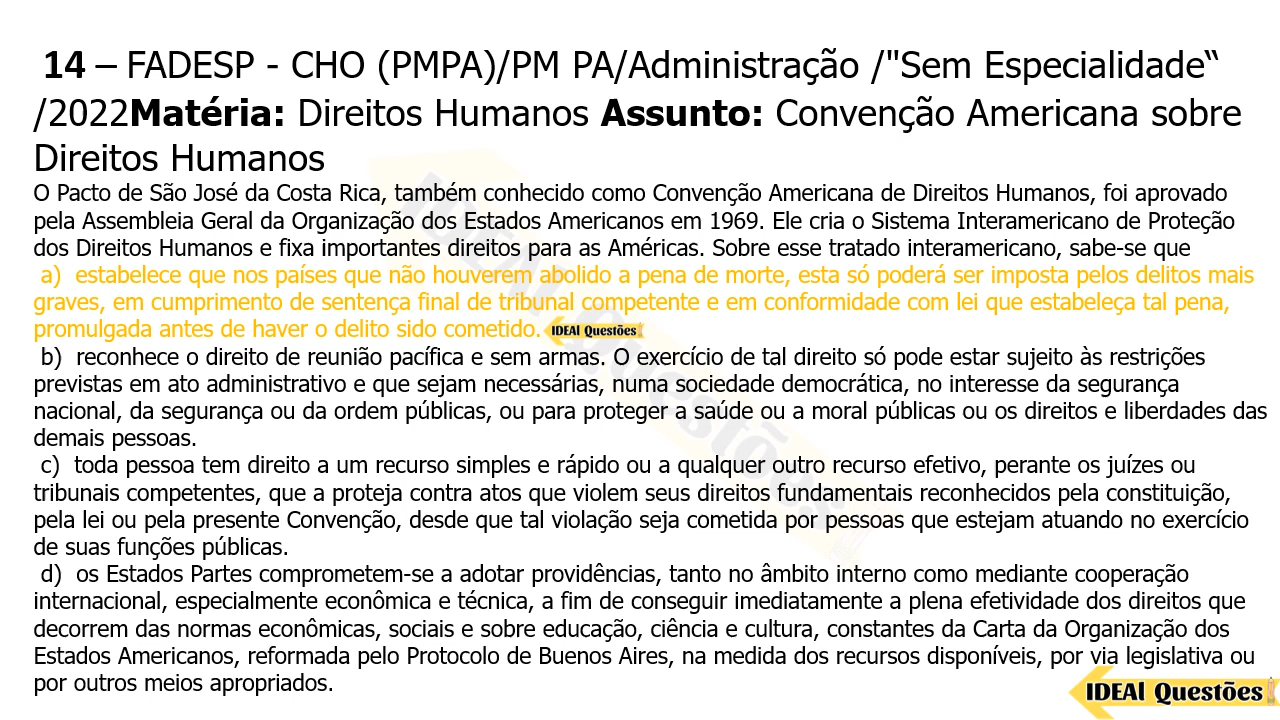 14 – FADESP - CHO (PMPA)/PM PA/Administração /"Sem Especialidade“
/2022Matéria: Direitos Humanos Assunto: Convenção Americana sobre
Direitos Humanos
O Pacto de São José da Costa Rica, também conhecido como Convenção Americana de Direitos Humanos, foi aprovado
pela Assembleia Geral da Organização dos Estados Americanos em 1969. Ele cria o Sistema Interamericano de Proteção
dos Direitos Humanos e fixa importantes direitos para as Américas. Sobre esse tratado interamericano, sabe-se que
a) estabelece que nos países que não houverem abolido a pena de morte, esta só poderá ser imposta pelos delitos mais
graves, em cumprimento de sentença final de tribunal competente e em conformidade com lei que estabeleça tal pena,
promulgada antes de haver o delito sido cometido. IDEAl Questões
b) reconhece o direito de reunião pacífica e sem armas. O exercício de tal direito só pode estar sujeito às restrições
previstas em ato administrativo e que sejam necessárias, numa sociedade democrática, no interesse da segurança
nacional, da segurança ou da ordem públicas, ou para proteger a saúde ou a moral públicas ou os direitos e liberdades das
demais pessoas.
c) toda pessoa tem direito a um recurso simples e rápido ou a qualquer outro recurso efetivo, perante os juízes ou
tribunais competentes, que a proteja contra atos que violem seus direitos fundamentais reconhecidos pela constituição,
pela lei ou pela presente Convenção, desde que tal violação seja cometida por pessoas que estejam atuando no exercício
de suas funções públicas.
d) os Estados Partes comprometem-se a adotar providências, tanto no âmbito interno como mediante cooperação
internacional, especialmente econômica e técnica, a fim de conseguir imediatamente a plena efetividade dos direitos que
decorrem das normas econômicas, sociais e sobre educação, ciência e cultura, constantes da Carta da Organização dos
Estados Americanos, reformada pelo Protocolo de Buenos Aires, na medida dos recursos disponíveis, por via legislativa ou
por outros meios apropriados.
IDEAl Questões
IDEAl Questões